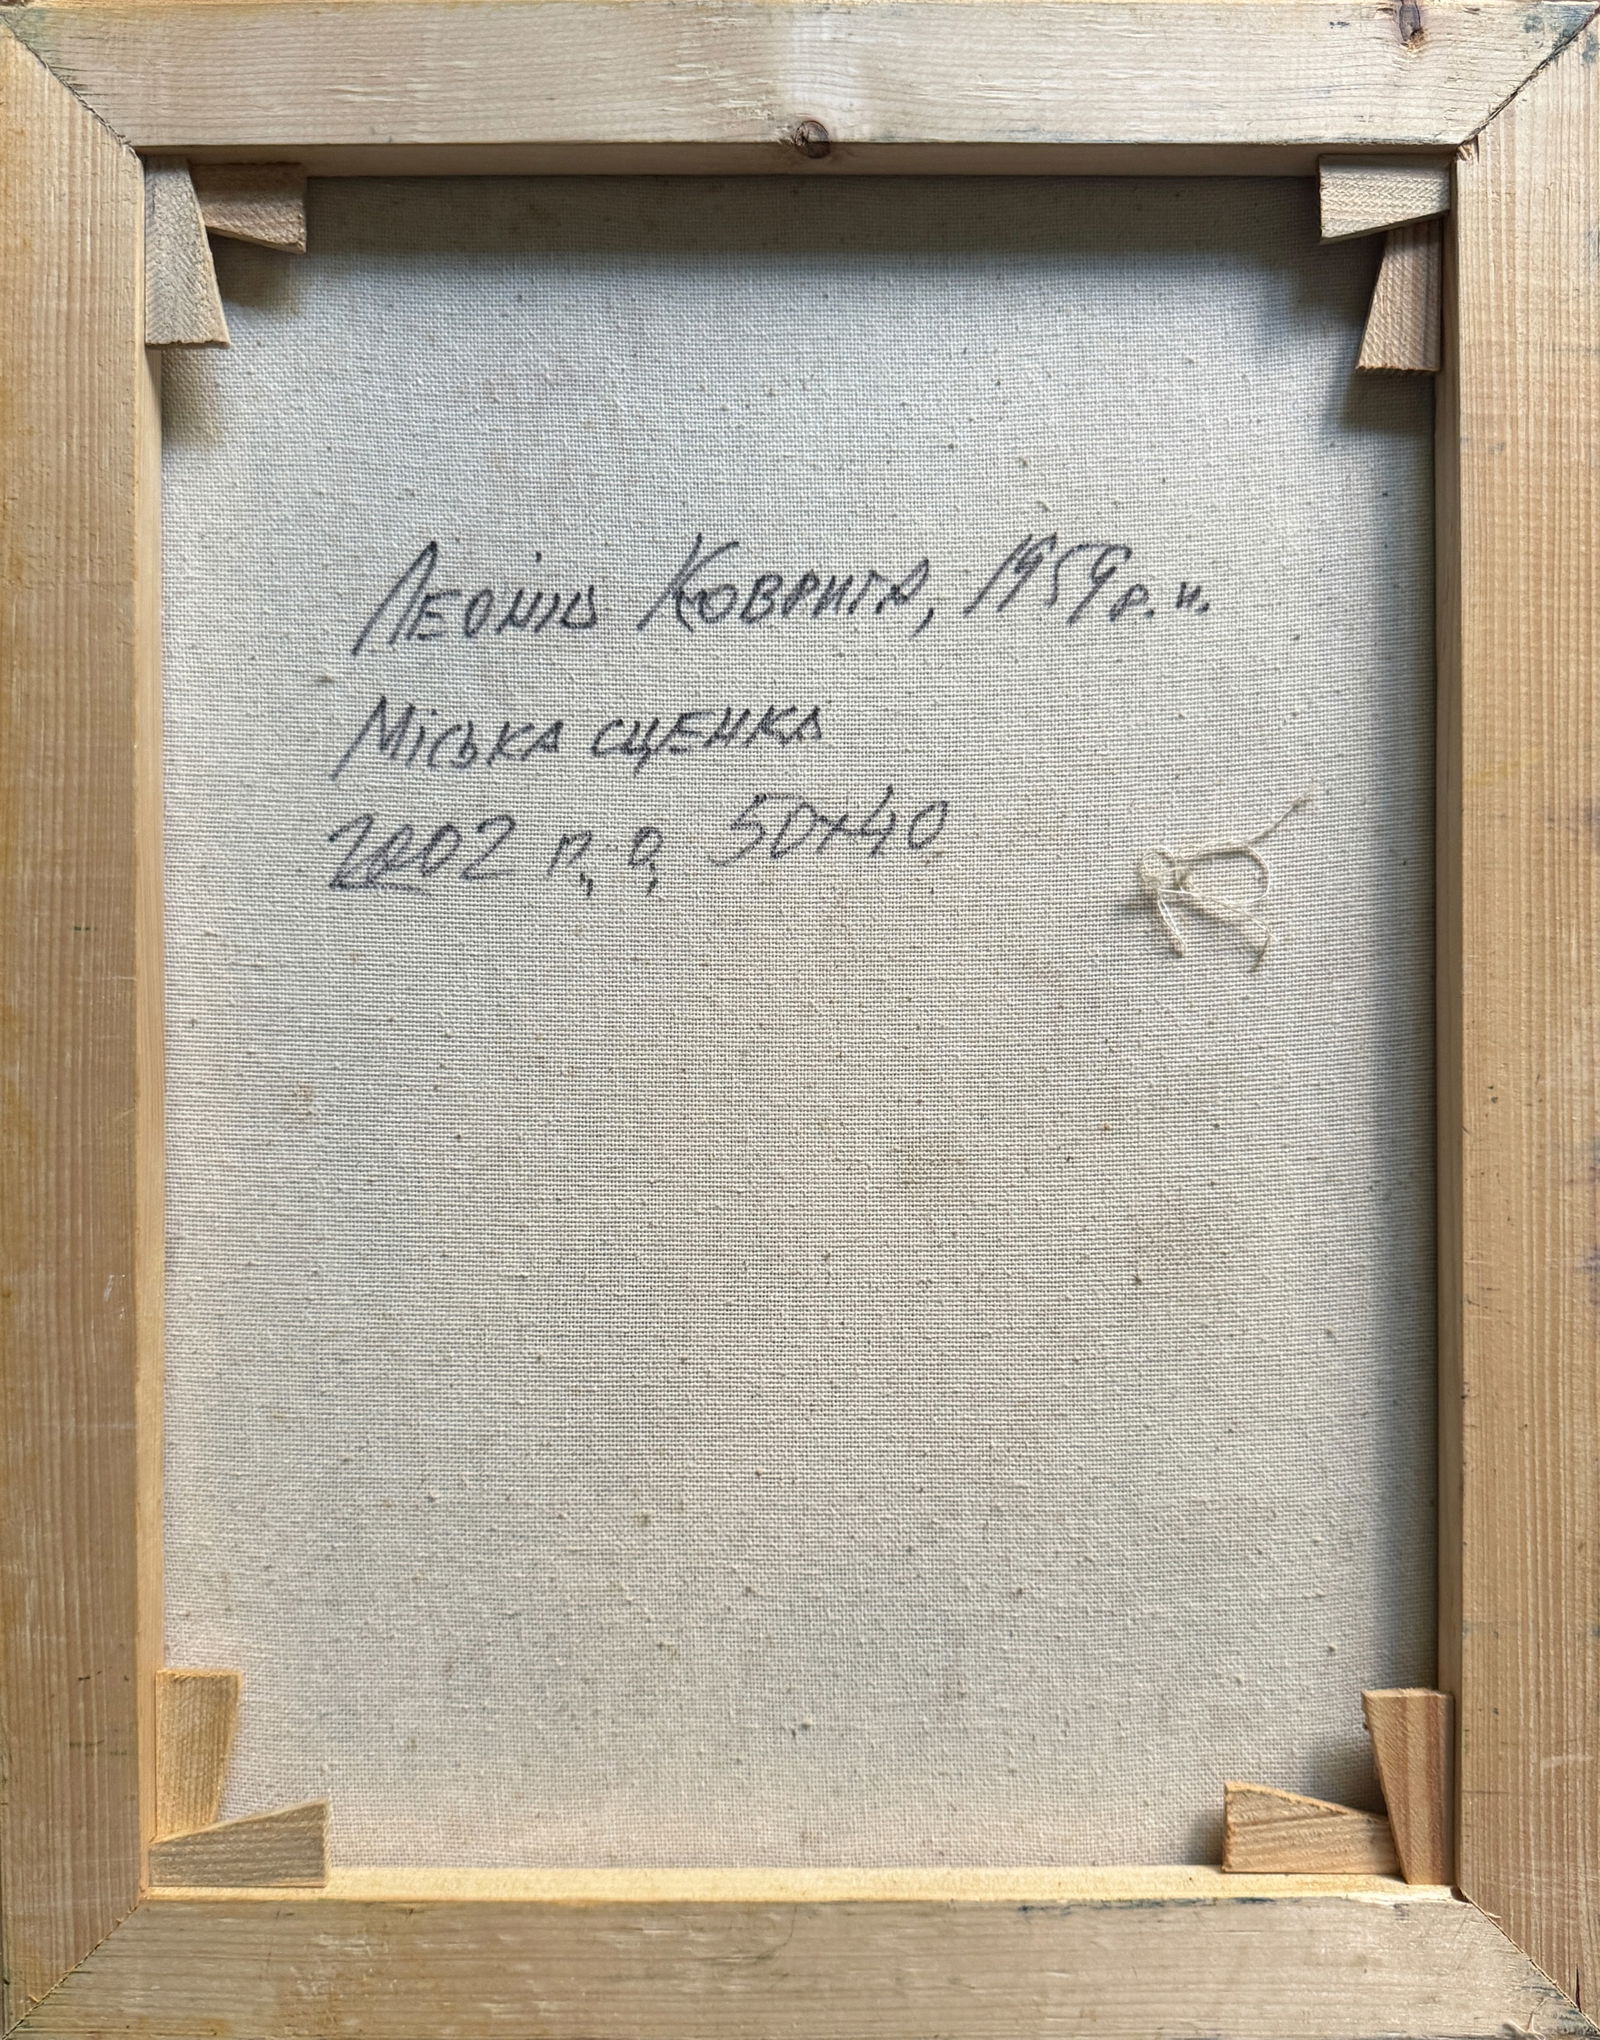 Леонід Коврига, 1959 р.н.
Міська сценка
2002 п., о, 50х40